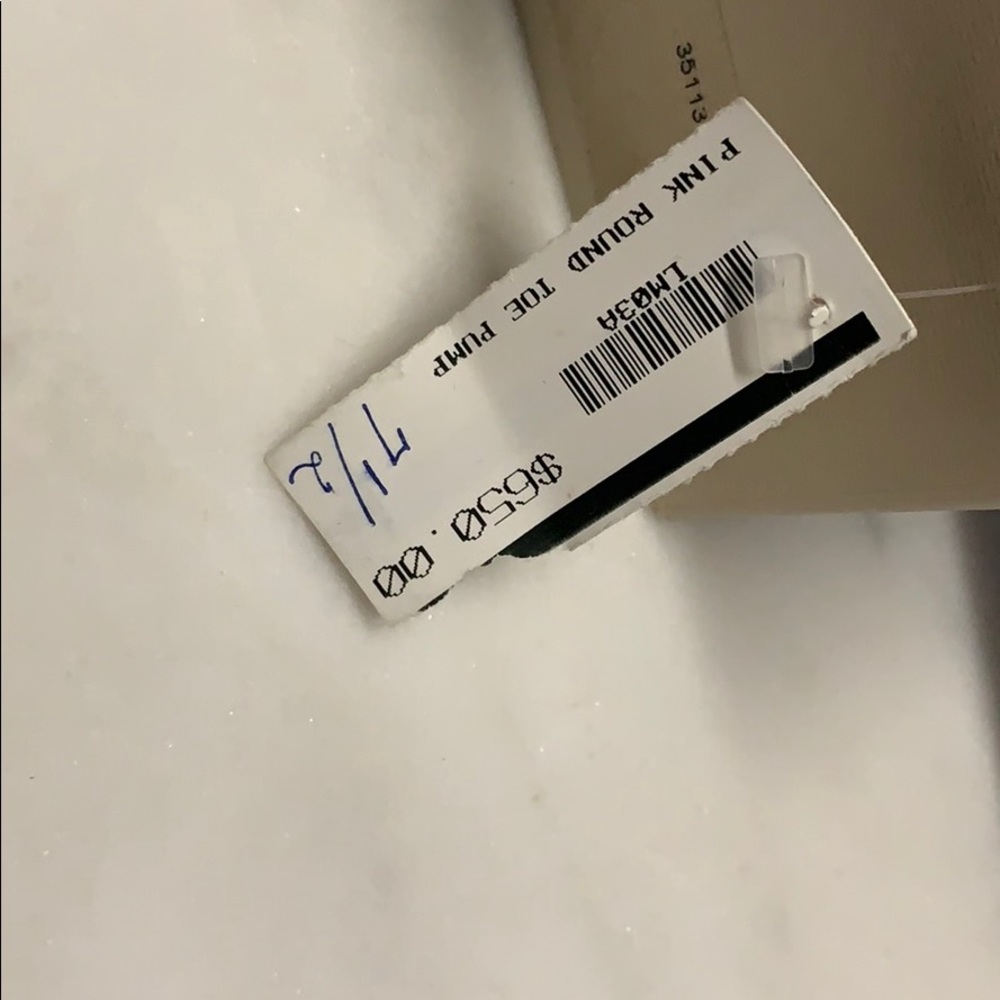 PINK ROUND TOE PUMP
LM03A
$650.00
7 1/2
35113